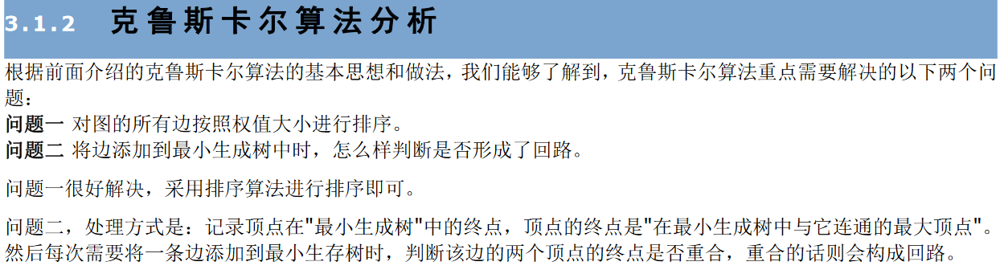 3.1.2 克鲁斯卡尔算法分析
根据前面介绍的克鲁斯卡尔算法的基本思想和做法，我们能够了解到，克鲁斯卡尔算法重点需要解决的以下两个问
题：
问题一 对图的所有边按照权值大小进行排序。
问题二 将边添加到最小生成树中时，怎么样判断是否形成了回路。
问题一很好解决，采用排序算法进行排序即可。
问题二，处理方式是：记录顶点在"最小生成树"中的终点，顶点的终点是"在最小生成树中与它连通的最大顶点"。
然后每次需要将一条边添加到最小生存树时，判断该边的两个顶点的终点是否重合，重合的话则会构成回路。